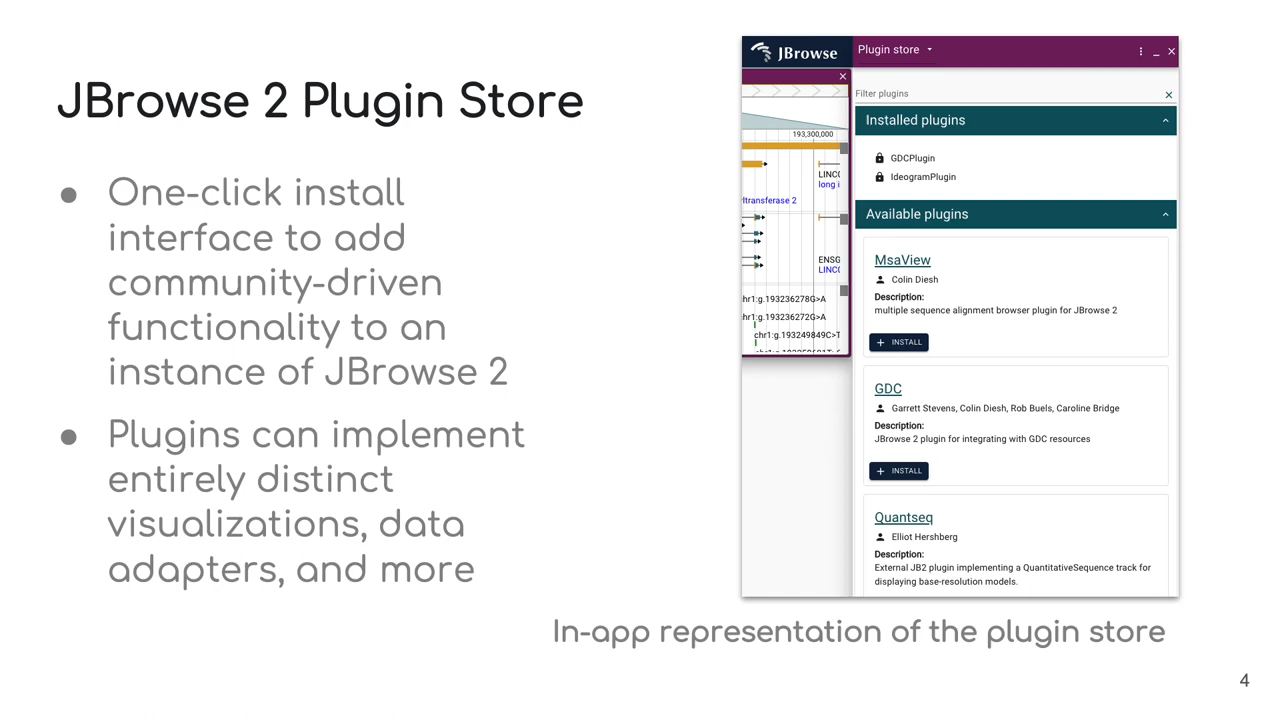 JBrowse 2 Plugin Store
● One-click install
interface to add
community-driven
functionality to an
instance of JBrowse 2
● Plugins can implement
entirely distinct
visualizations, data
adapters, and more
JBrowse
Plugin store
193,300,000
LINC
long i
ltransferase 2
ENSG
LINC
hr1:g.193236278G>A
hr1:g.193236272G>A
chr1:g.193249849C>T
Filter plugins
Installed plugins
GDCPlugin
IdeogramPlugin
Available plugins
MsaView
Colin Diesh
Description:
multiple sequence alignment browser plugin for JBrowse 2
+ INSTALL
GDC
Garrett Stevens, Colin Diesh, Rob Buels, Caroline Bridge
Description:
JBrowse 2 plugin for integrating with GDC resources
+ INSTALL
Quantseq
Elliot Hershberg
Description:
External JB2 plugin implementing a QuantitativeSequence track for
displaying base-resolution models.
In-app representation of the plugin store
4